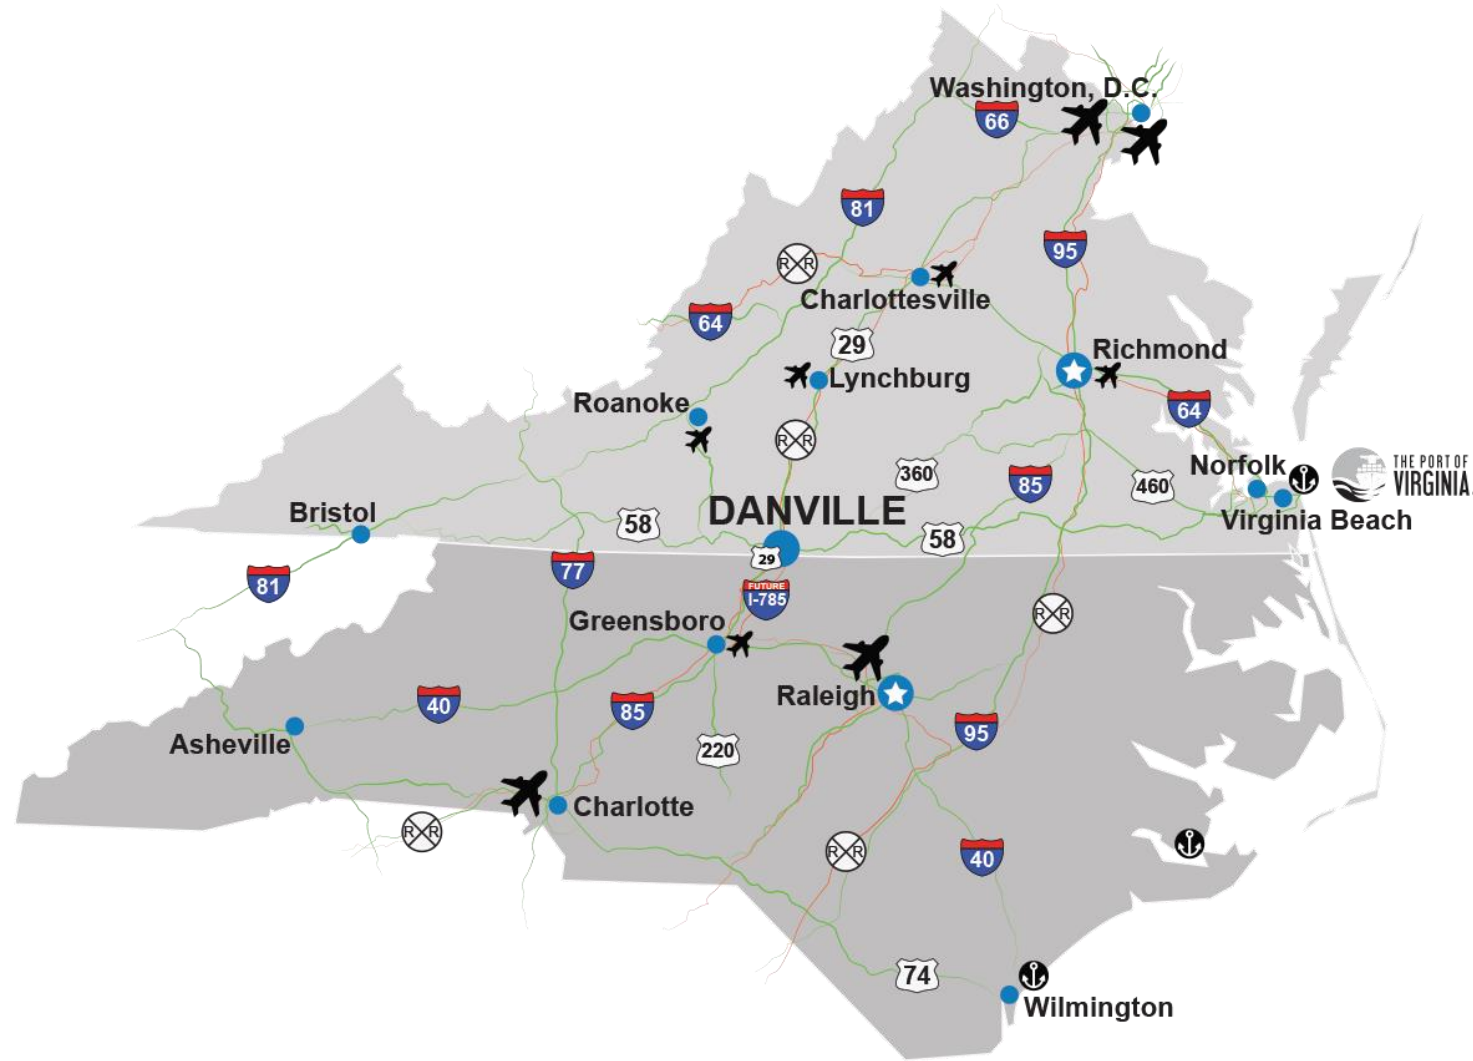 Washington, D.C.
66
81
95
R R
Charlottesville
64
29
Richmond
Lynchburg
Roanoke
64
R R
360
85
460
Norfolk
THE PORT OF
VIRGINIA
Virginia Beach
DANVILLE
Bristol
58
58
29
81
77
FUTURE
I-785
Greensboro
R R
Raleigh
40
85
95
220
Asheville
Charlotte
R R
R R
40
74
Wilmington